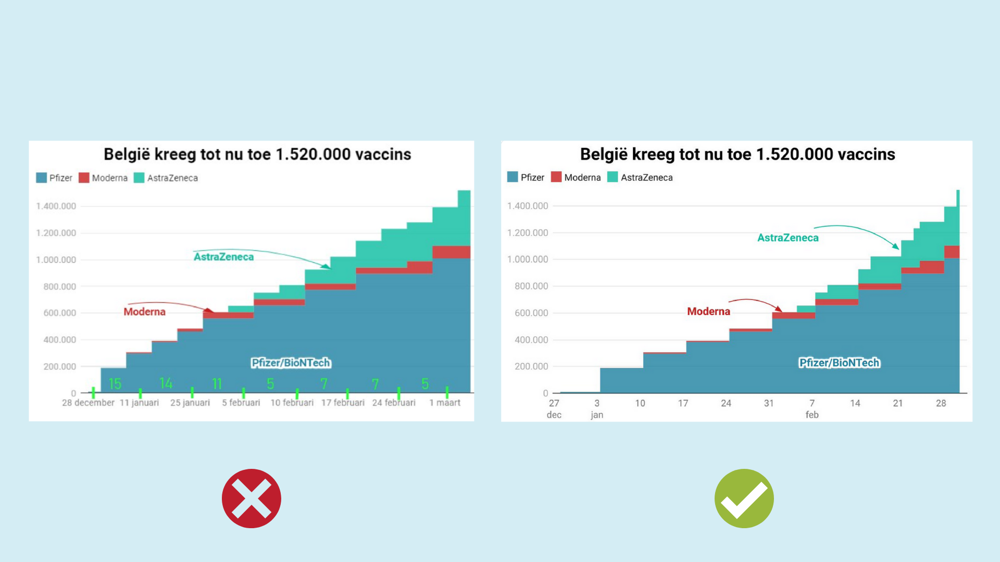 België kreeg tot nu toe 1.520.000 vaccins
Pfizer Moderna AstraZeneca
1.400.000
1.200.000
1.000.000
800.000
600.000
400.000
200.000
0
AstraZeneca
Moderna
Pfizer/BioNTech
15 14 11 5 7 7 5
28 december 11 januari 25 januari 5 februari 10 februari 17 februari 24 februari 1 maart
België kreeg tot nu toe 1.520.000 vaccins
Pfizer Moderna AstraZeneca
1.400.000
1.200.000
1.000.000
800.000
600.000
400.000
200.000
0
AstraZeneca
Moderna
Pfizer/BioNTech
27 3 10 17 24 31 7 14 21 28
dec jan feb